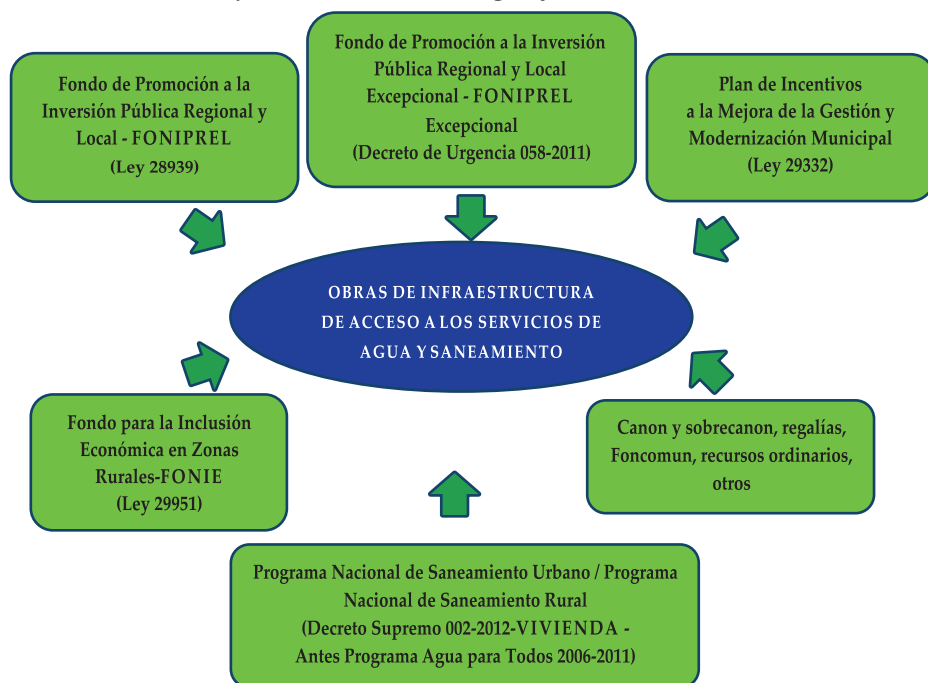 Fondo de Promoción a la
Inversión Pública Regional y
Local - FONIPREL
(Ley 28939)
Fondo de Promoción a la Inversión
Pública Regional y Local
Excepcional - FONIPREL
Excepcional
(Decreto de Urgencia 058-2011)
Plan de Incentivos
a la Mejora de la Gestión y
Modernización Municipal
(Ley 29332)
OBRAS DE INFRAESTRUCTURA
DE ACCESO A LOS SERVICIOS DE
AGUA Y SANEAMIENTO
Fondo para la Inclusión
Económica en Zonas
Rurales-FONIE
(Ley 29951)
Canon y sobrecanon, regalías,
Foncomun, recursos ordinarios,
otros
Programa Nacional de Saneamiento Urbano / Programa
Nacional de Saneamiento Rural
(Decreto Supremo 002-2012-VIVIENDA -
Antes Programa Agua para Todos 2006-2011)